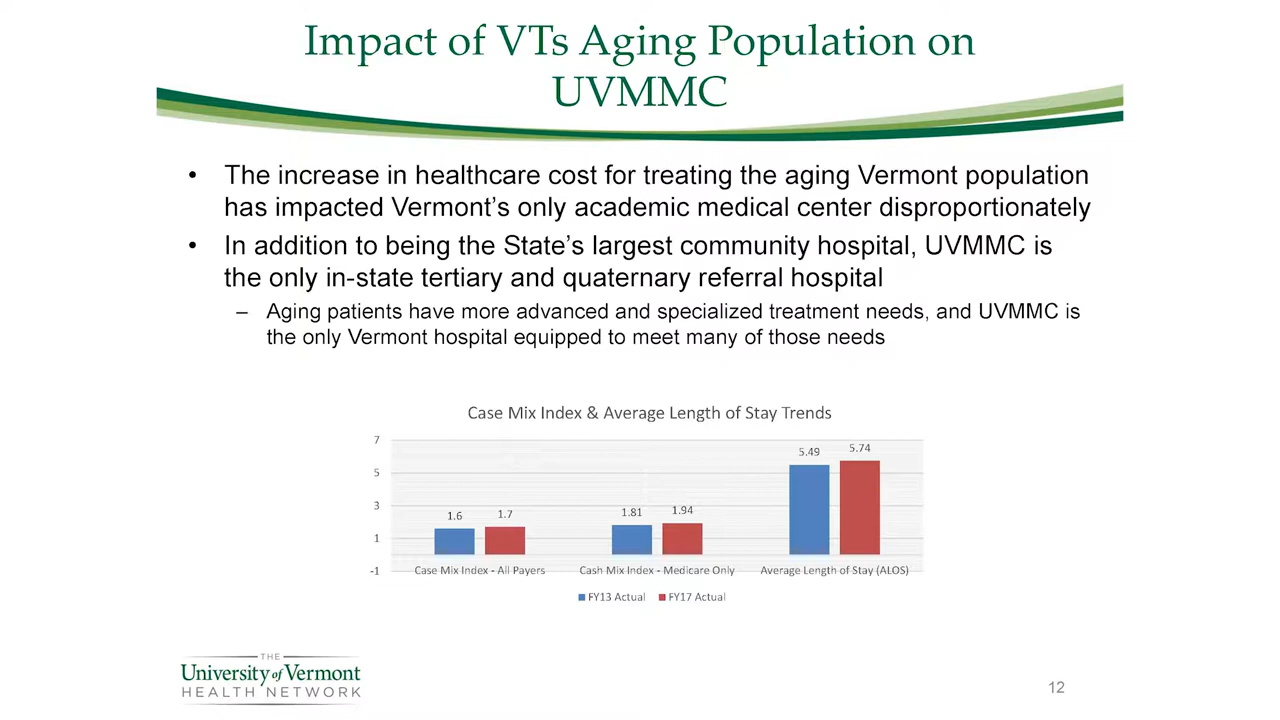 Impact of VTs Aging Population on
UVMMC
• The increase in healthcare cost for treating the aging Vermont population
has impacted Vermont’s only academic medical center disproportionately
• In addition to being the State’s largest community hospital, UVMMC is
the only in-state tertiary and quaternary referral hospital
– Aging patients have more advanced and specialized treatment needs, and UVMMC is
the only Vermont hospital equipped to meet many of those needs
Case Mix Index & Average Length of Stay Trends
7
5
3
1
-1
1.6
1.7
1.81
1.94
5.49
5.74
Case Mix Index - All Payers
Cash Mix Index - Medicare Only
Average Length of Stay (ALOS)
FY13 Actual
FY17 Actual
THE
University of Vermont
HEALTH NETWORK
12